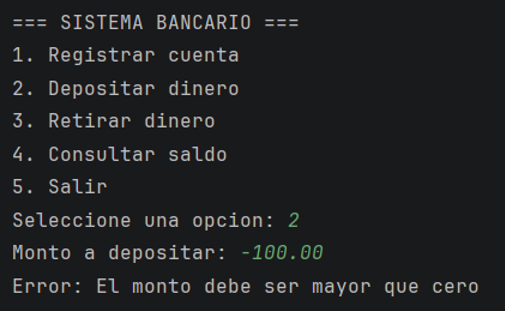 === SISTEMA BANCARIO ===
1. Registrar cuenta
2. Depositar dinero
3. Retirar dinero
4. Consultar saldo
5. Salir
Seleccione una opcion: 2
Monto a depositar: -100.00
Error: El monto debe ser mayor que cero